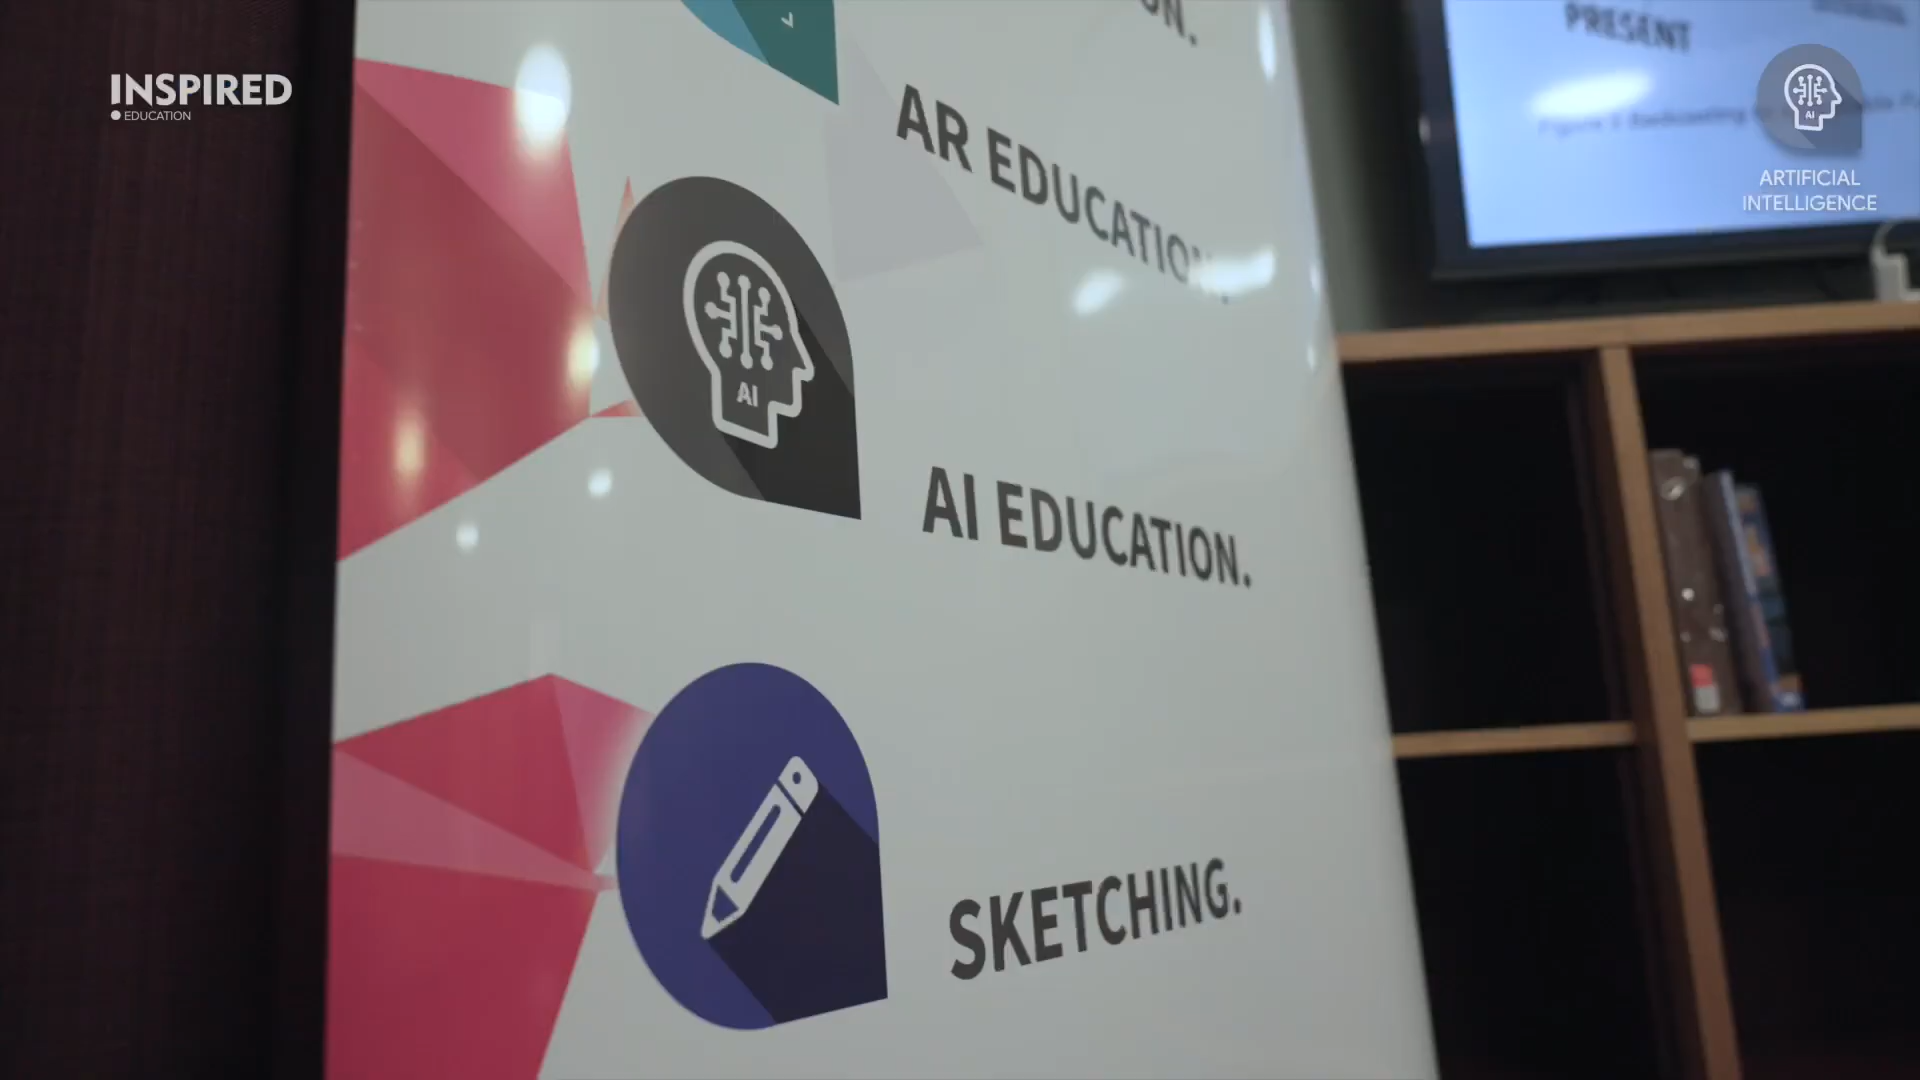 INSPIRED
EDUCATION
PRESENT
AI
ARTIFICIAL
INTELLIGENCE
AR EDUCATION.
AI
AI EDUCATION.
SKETCHING.